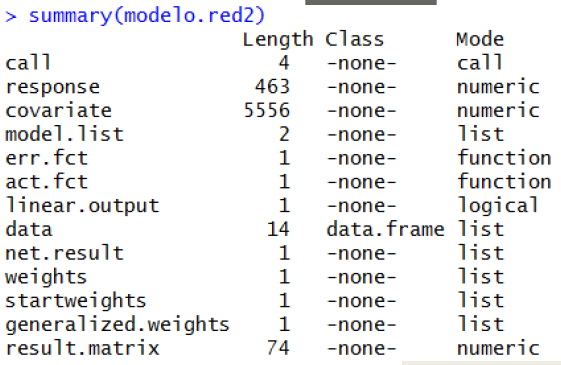 > summary(modelo.red2)
Length Class Mode
call 4 -none- call
response 463 -none- numeric
covariate 5556 -none- numeric
model.list 2 -none- list
err.fct 1 -none- function
act.fct 1 -none- function
linear.output 1 -none- logical
data 14 data.frame list
net.result 1 -none- list
weights 1 -none- list
startweights 1 -none- list
generalized.weights 1 -none- list
result.matrix 74 -none- numeric